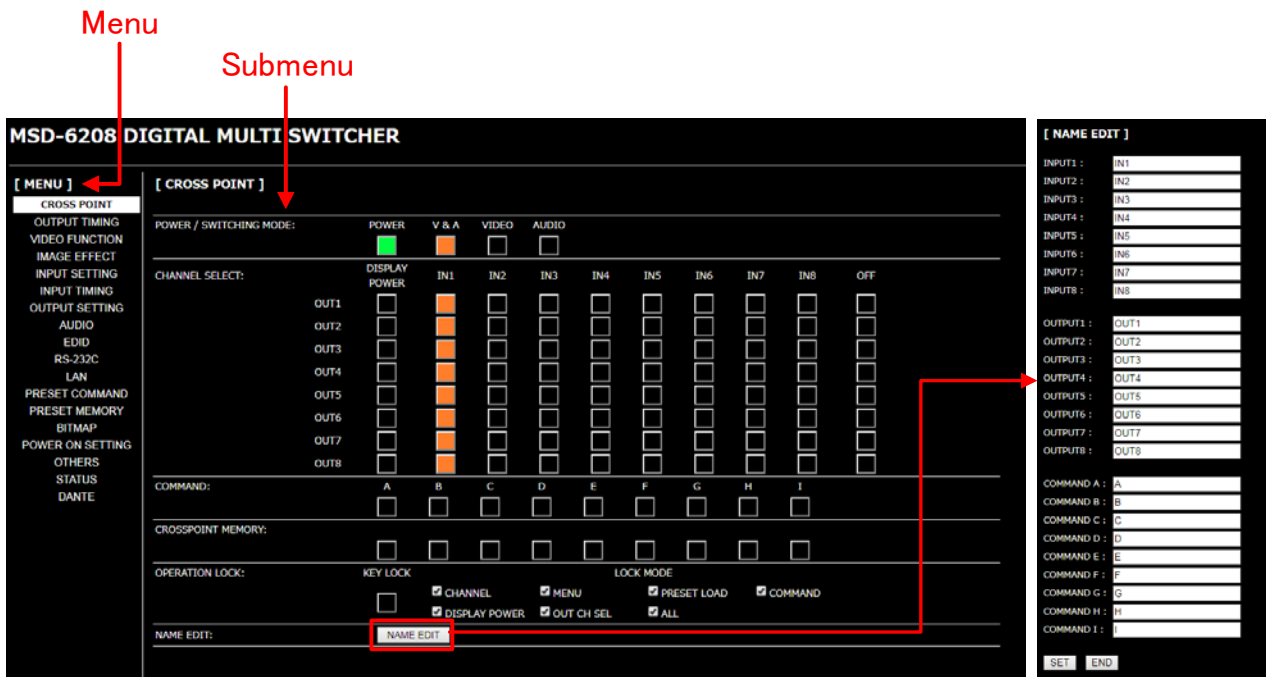 Menu
Submenu
MSD-6208 DIGITAL MULTI SWITCHER
[ MENU ]
CROSS POINT
OUTPUT TIMING
VIDEO FUNCTION
IMAGE EFFECT
INPUT SETTING
INPUT TIMING
OUTPUT SETTING
AUDIO
EDID
RS-232C
LAN
PRESET COMMAND
PRESET MEMORY
BITMAP
POWER ON SETTING
OTHERS
STATUS
DANTE
[ CROSS POINT ]
POWER / SWITCHING MODE: POWER V & A VIDEO AUDIO
CHANNEL SELECT: DISPLAY POWER IN1 IN2 IN3 IN4 IN5 IN6 IN7 IN8 OFF
OUT1
OUT2
OUT3
OUT4
OUT5
OUT6
OUT7
OUT8
COMMAND: A B C D E F G H I
CROSSPOINT MEMORY:
OPERATION LOCK: KEY LOCK LOCK MODE
CHANNEL MENU PRESET LOAD COMMAND
DISPLAY POWER OUT CH SEL ALL
NAME EDIT: NAME EDIT
[ NAME EDIT ]
INPUT1 : IN1
INPUT2 : IN2
INPUT3 : IN3
INPUT4 : IN4
INPUT5 : IN5
INPUT6 : IN6
INPUT7 : IN7
INPUT8 : IN8
OUTPUT1 : OUT1
OUTPUT2 : OUT2
OUTPUT3 : OUT3
OUTPUT4 : OUT4
OUTPUT5 : OUT5
OUTPUT6 : OUT6
OUTPUT7 : OUT7
OUTPUT8 : OUT8
COMMAND A : A
COMMAND B : B
COMMAND C : C
COMMAND D : D
COMMAND E : E
COMMAND F : F
COMMAND G : G
COMMAND H : H
COMMAND I : I
SET END